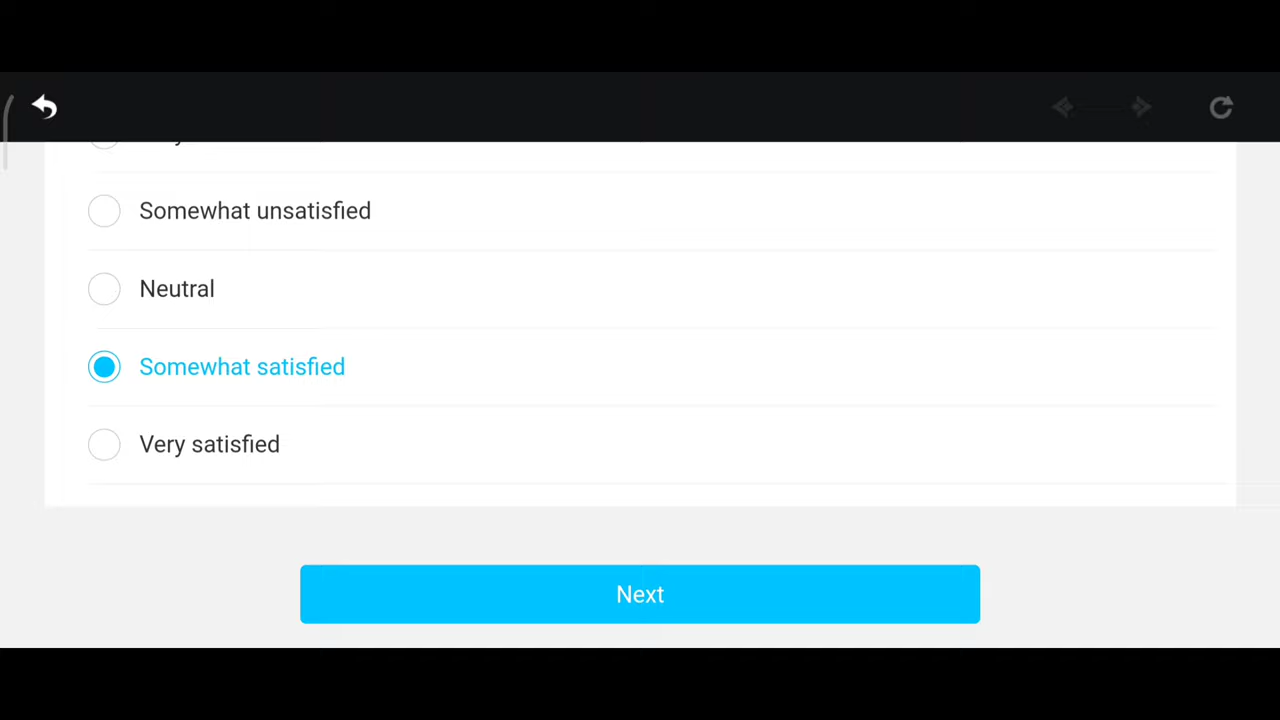 Somewhat unsatisfied
Neutral
Somewhat satisfied
Very satisfied
Next